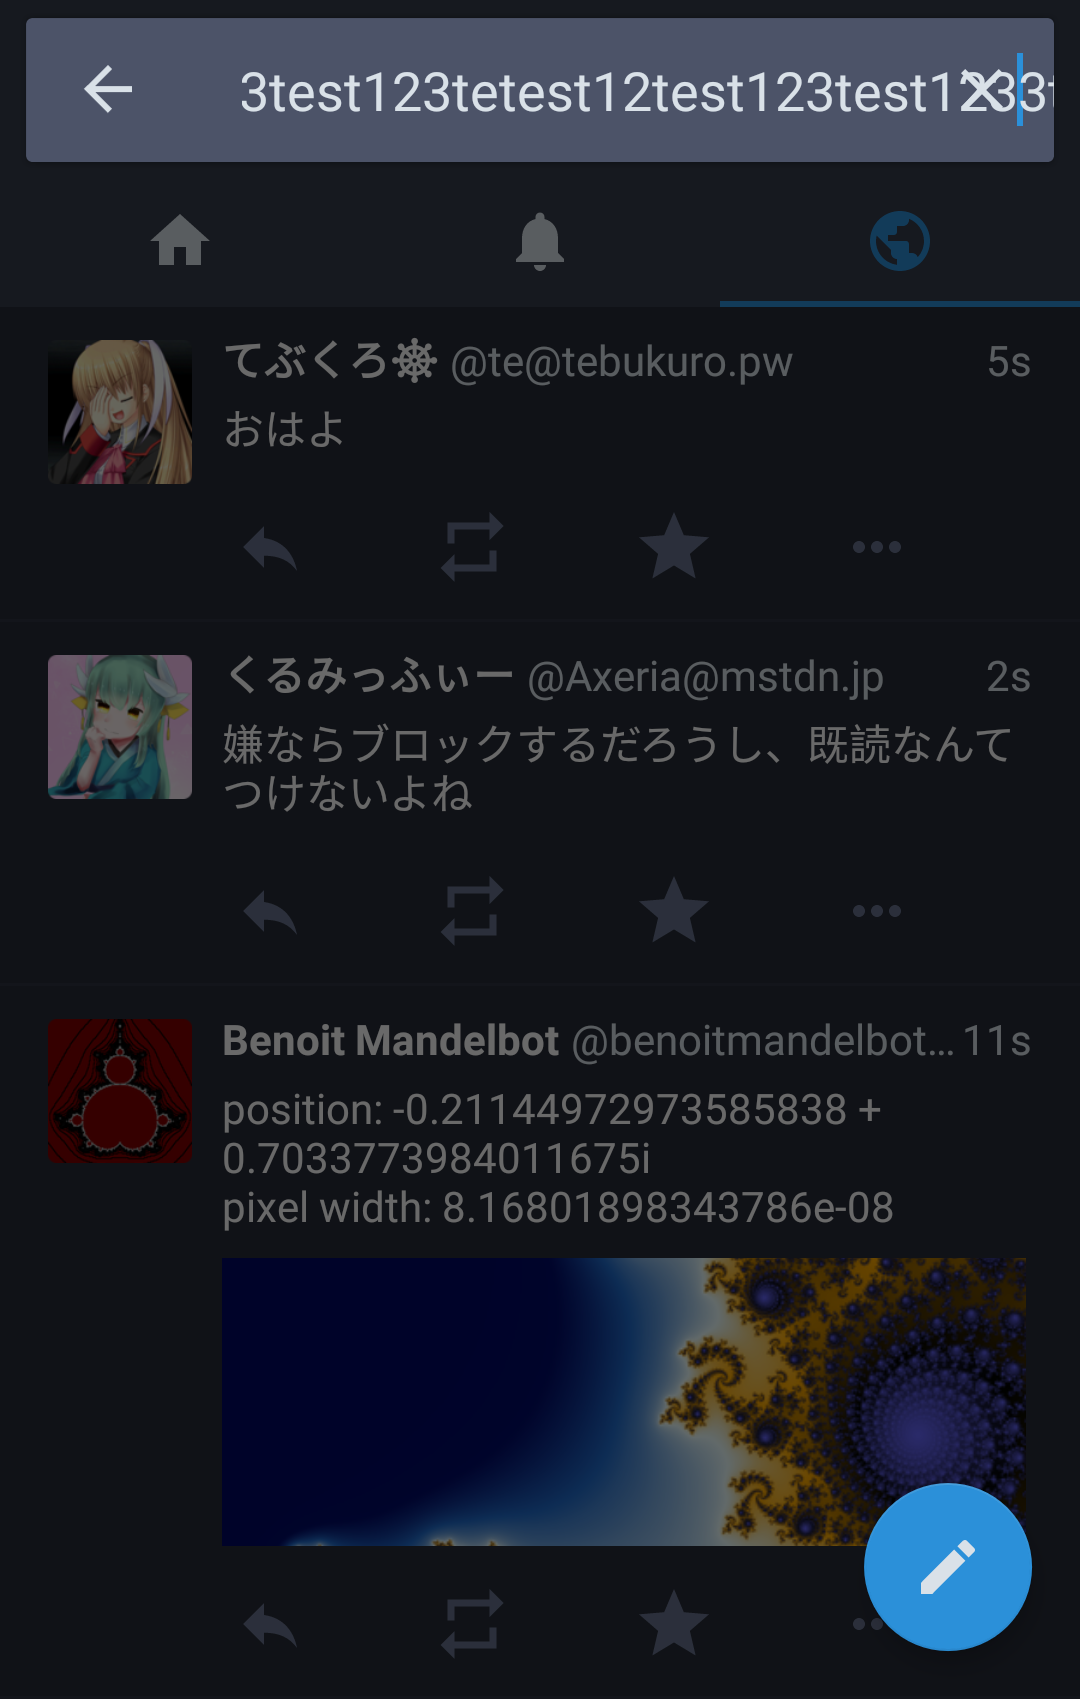 3test123tetest12test123test1233t
てぶくろ⎈ @te@tebukuro.pw 5s
おはよ
くるみっふぃー @Axeria@mstdn.jp 2s
嫌ならブロックするだろうし、既読なんて
つけないよね
Benoit Mandelbot @benoitmandelbot… 11s
position: -0.21144972973585838 +
0.7033773984011675i
pixel width: 8.16801898343786e-08